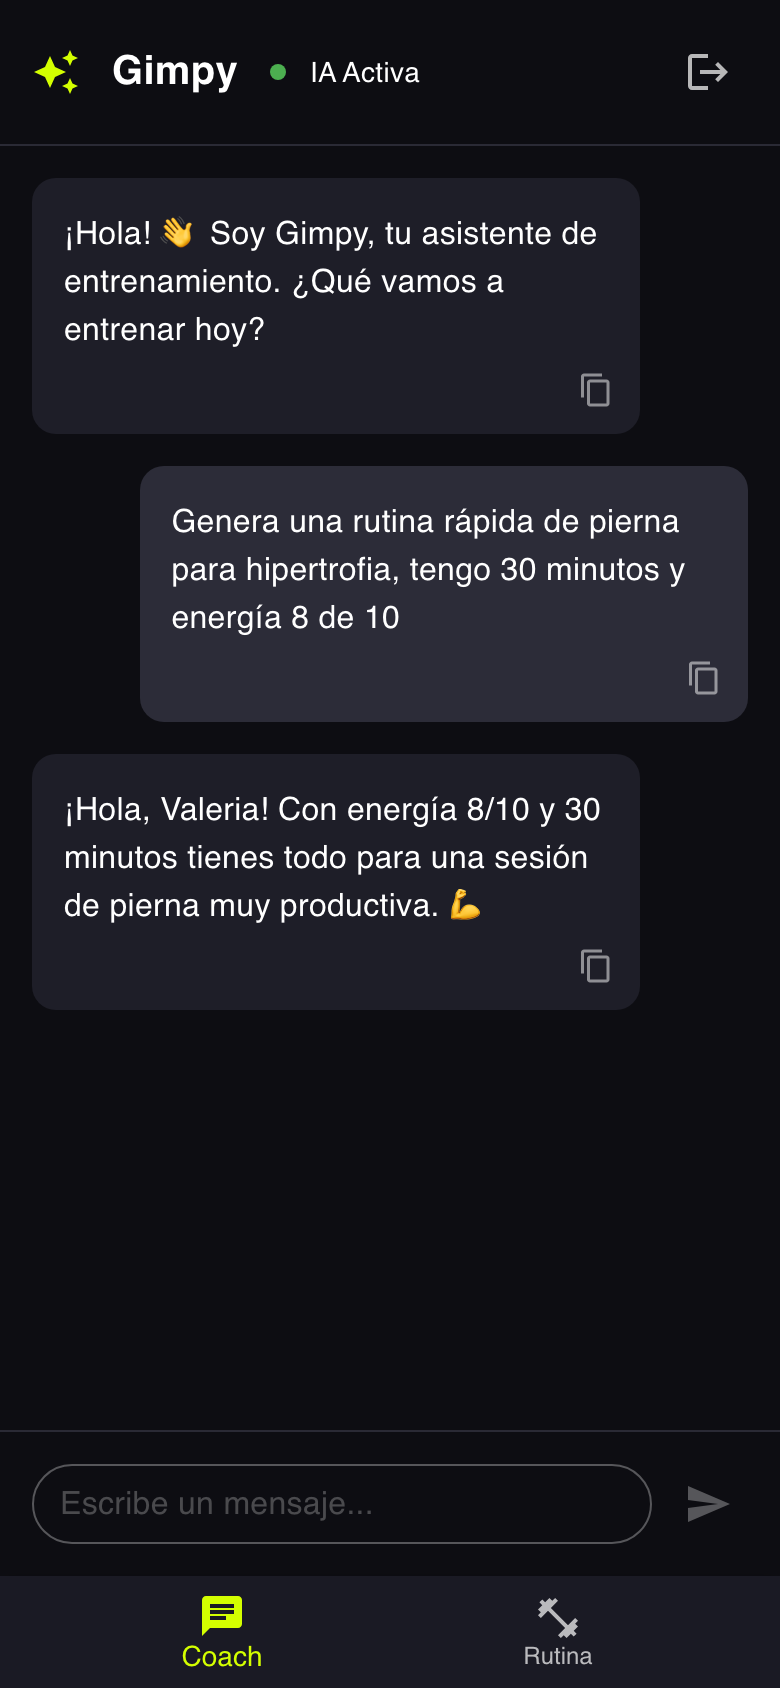 Gimpy
IA Activa
¡Hola! 👋 Soy Gimpy, tu asistente de
entrenamiento. ¿Qué vamos a
entrenar hoy?
Genera una rutina rápida de pierna
para hipertrofia, tengo 30 minutos y
energía 8 de 10
¡Hola, Valeria! Con energía 8/10 y 30
minutos tienes todo para una sesión
de pierna muy productiva. 💪
Escribe un mensaje...
Coach
Rutina